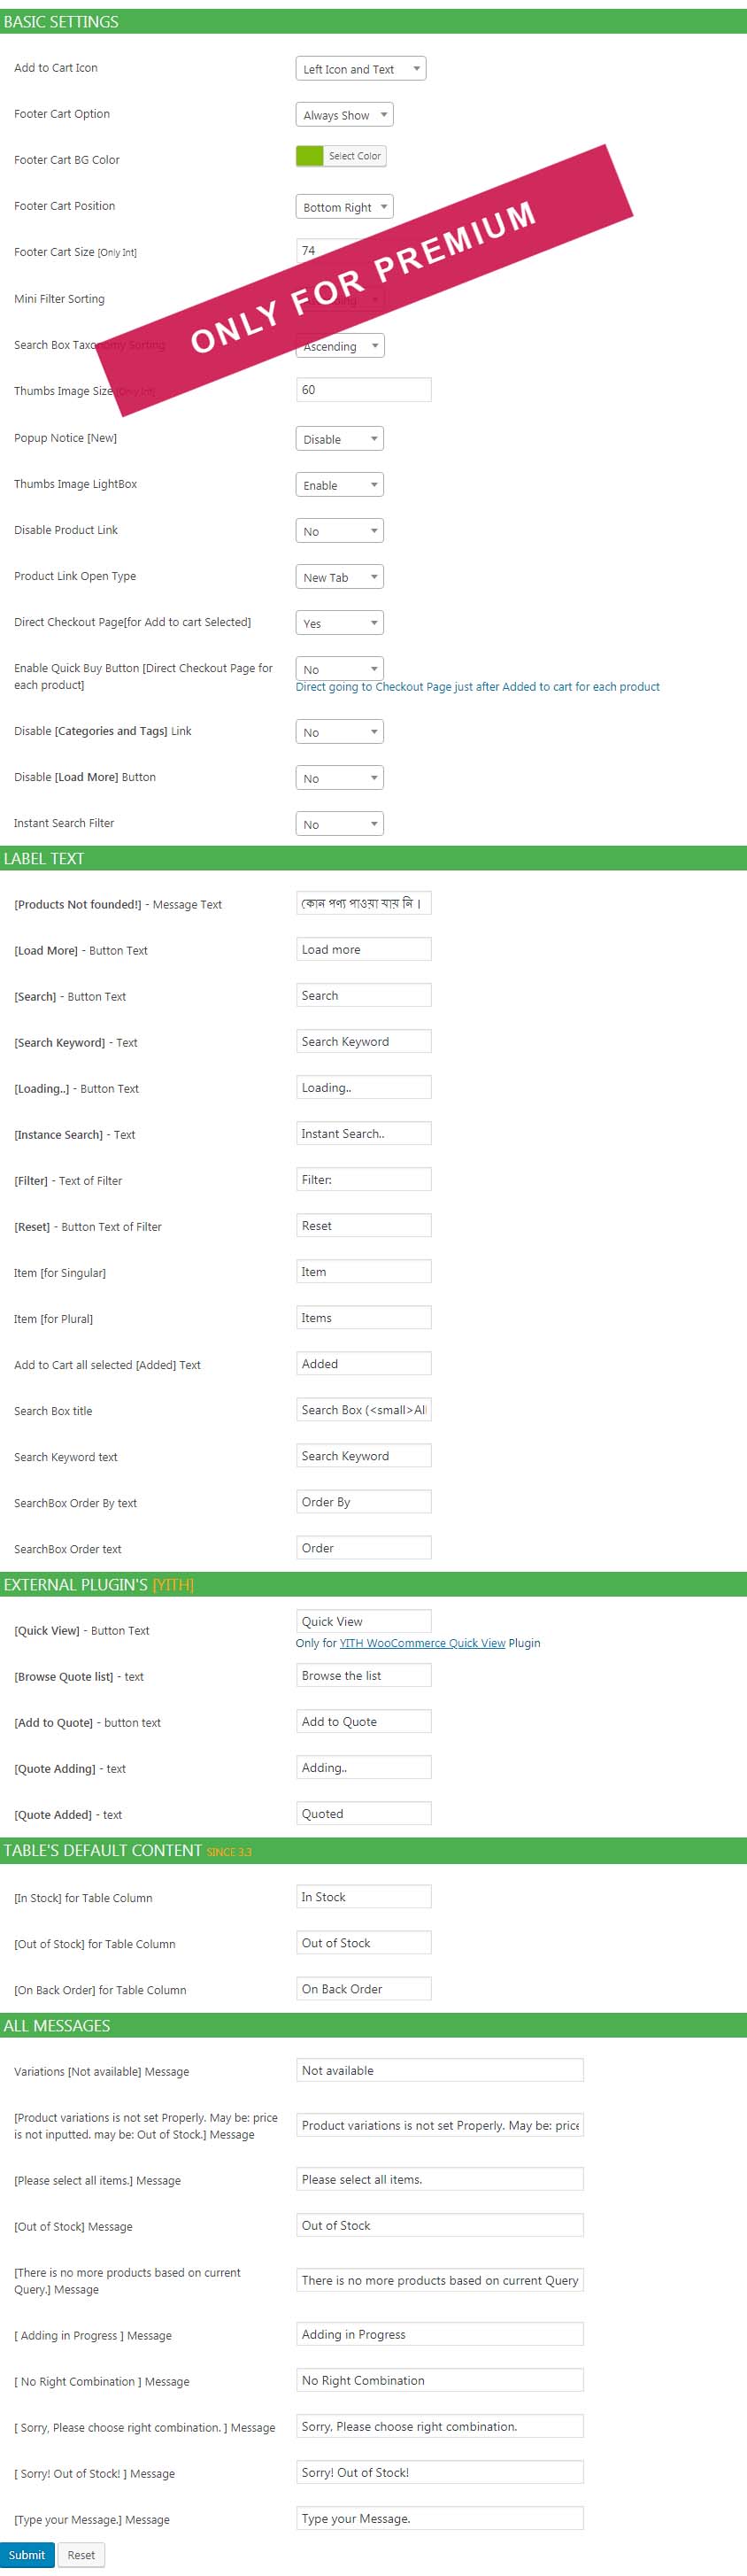 BASIC SETTINGS
Add to Cart Icon Left Icon and Text
Footer Cart Option Always Show
Footer Cart BG Color Select Color
Footer Cart Position Bottom Right
Footer Cart Size [Only Int] 74
ONLY FOR PREMIUM
Mini Filter Sorting Ascending
Search Box Taxonomy Sorting Ascending
Thumbs Image Size [Only Int] 60
Popup Notice [New] Disable
Thumbs Image LightBox Enable
Disable Product Link No
Product Link Open Type New Tab
Direct Checkout Page[for Add to cart Selected] Yes
Enable Quick Buy Button [Direct Checkout Page for each product] No
Direct going to Checkout Page just after Added to cart for each product
Disable [Categories and Tags] Link No
Disable [Load More] Button No
Instant Search Filter No
LABEL TEXT
[Products Not founded!] - Message Text কোন পণ্য পাওয়া যায় নি ।
[Load More] - Button Text Load more
[Search] - Button Text Search
[Search Keyword] - Text Search Keyword
[Loading..] - Button Text Loading..
[Instance Search] - Text Instant Search..
[Filter] - Text of Filter Filter:
[Reset] - Button Text of Filter Reset
Item [for Singular] Item
Item [for Plural] Items
Add to Cart all selected [Added] Text Added
Search Box title Search Box (<small>All
Search Keyword text Search Keyword
SearchBox Order By text Order By
SearchBox Order text Order
EXTERNAL PLUGIN'S [YITH]
[Quick View] - Button Text Quick View
Only for YITH WooCommerce Quick View Plugin
[Browse Quote list] - text Browse the list
[Add to Quote] - button text Add to Quote
[Quote Adding] - text Adding..
[Quote Added] - text Quoted
TABLE'S DEFAULT CONTENT SINCE 3.3
[In Stock] for Table Column In Stock
[Out of Stock] for Table Column Out of Stock
[On Back Order] for Table Column On Back Order
ALL MESSAGES
Variations [Not available] Message Not available
[Product variations is not set Properly. May be: price is not inputted. may be: Out of Stock.] Message Product variations is not set Properly. May be: price
[Please select all items.] Message Please select all items.
[Out of Stock] Message Out of Stock
[There is no more products based on current Query.] Message There is no more products based on current Query
[ Adding in Progress ] Message Adding in Progress
[ No Right Combination ] Message No Right Combination
[ Sorry, Please choose right combination. ] Message Sorry, Please choose right combination.
[ Sorry! Out of Stock! ] Message Sorry! Out of Stock!
[Type your Message.] Message Type your Message.
Submit Reset